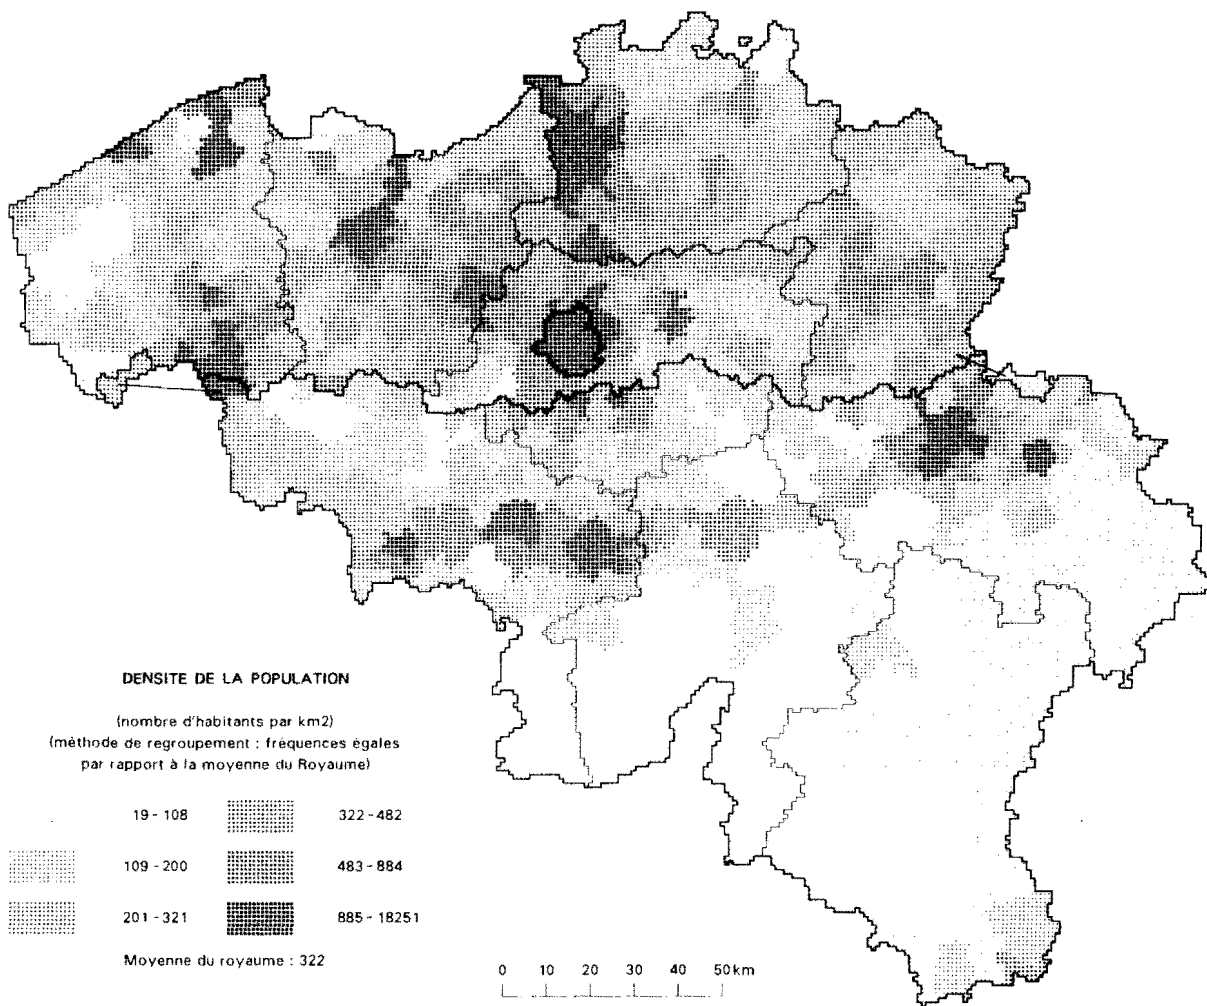 DENSITE DE LA POPULATION
(nombre d'habitants par km2)
(méthode de regroupement : fréquences égales
par rapport à la moyenne du Royaume)
19 - 108
322 - 482
109 - 200
483 - 884
201 - 321
885 - 18251
Moyenne du royaume : 322
0 10 20 30 40 50 km